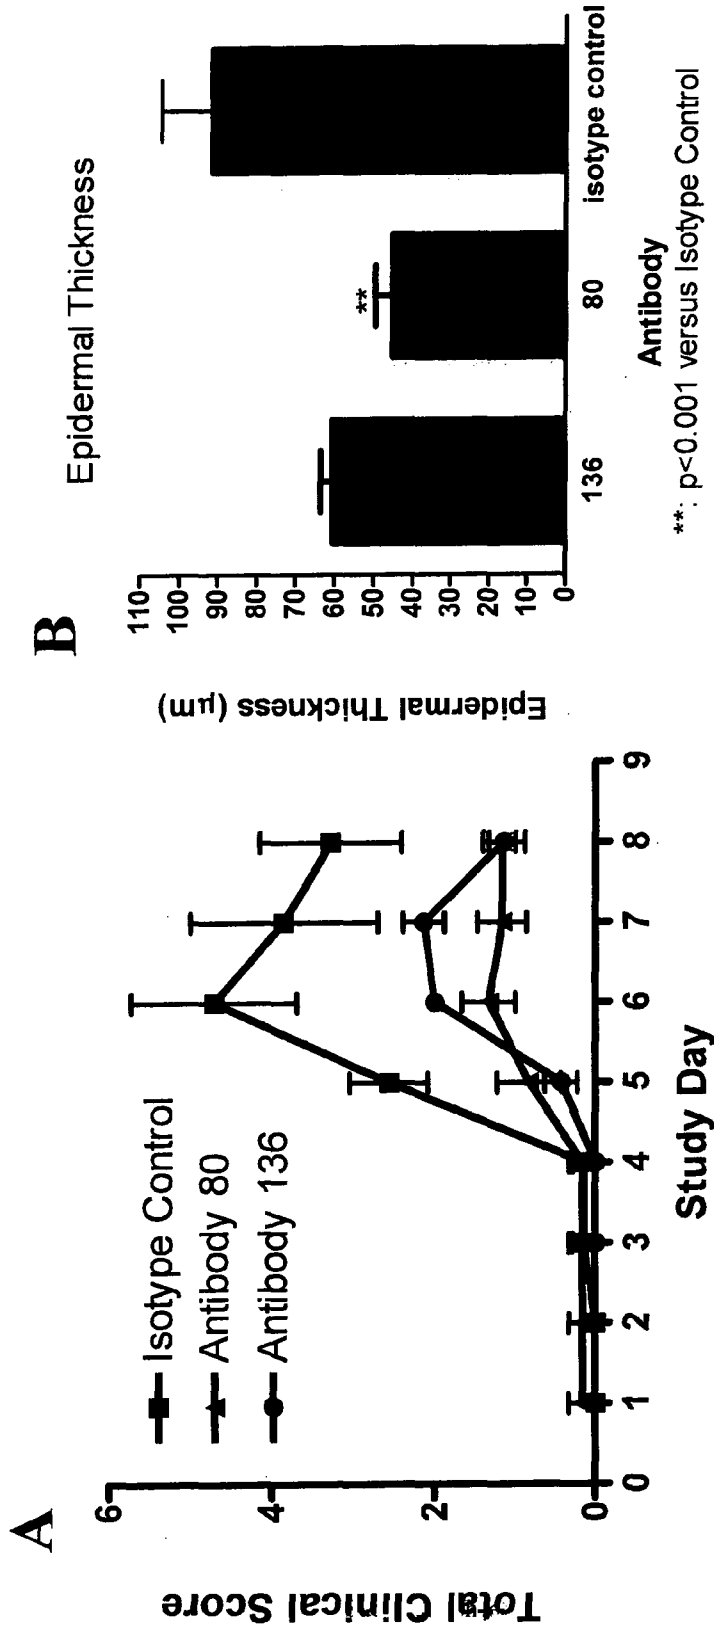 A
Total Clinical Score
6
4
2
0
Isotype Control
Antibody 80
Antibody 136
0 1 2 3 4 5 6 7 8 9
Study Day
B
Epidermal Thickness
Epidermal Thickness (µm)
110
100
90
80
70
60
50
40
30
20
10
0
**
136 80 isotype control
Antibody
**: p<0.001 versus Isotype Control